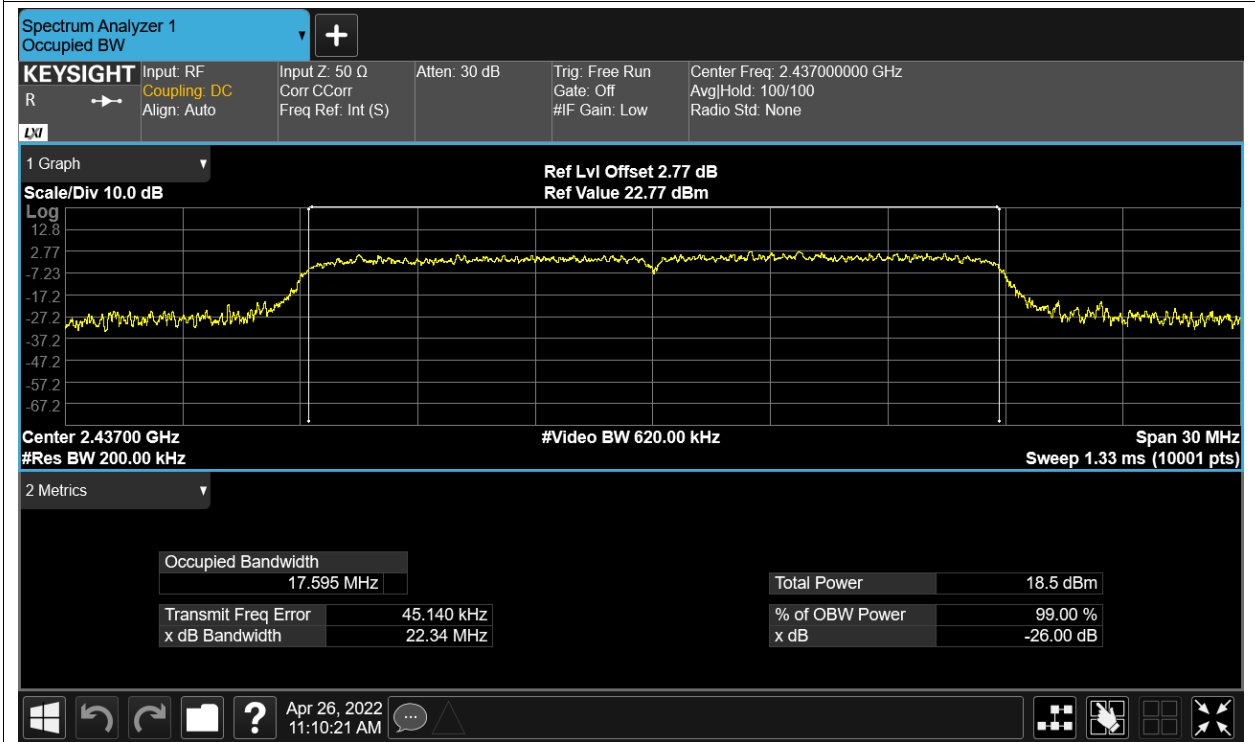 Spectrum Analyzer 1
Occupied BW
KEYSIGHT
R
LXI
Input: RF
Coupling: DC
Align: Auto
Input Z: 50 Ω
Corr CCorr
Freq Ref: Int (S)
Atten: 30 dB
Trig: Free Run
Gate: Off
#IF Gain: Low
Center Freq: 2.437000000 GHz
Avg|Hold: 100/100
Radio Std: None
1 Graph
Scale/Div 10.0 dB
Ref Lvl Offset 2.77 dB
Ref Value 22.77 dBm
Log
12.8
2.77
-7.23
-17.2
-27.2
-37.2
-47.2
-57.2
-67.2
Center 2.43700 GHz
#Video BW 620.00 kHz
Span 30 MHz
#Res BW 200.00 kHz
Sweep 1.33 ms (10001 pts)
2 Metrics
Occupied Bandwidth
17.595 MHz
Transmit Freq Error 45.140 kHz
x dB Bandwidth 22.34 MHz
Total Power 18.5 dBm
% of OBW Power 99.00 %
x dB -26.00 dB
?
Apr 26, 2022
11:10:21 AM